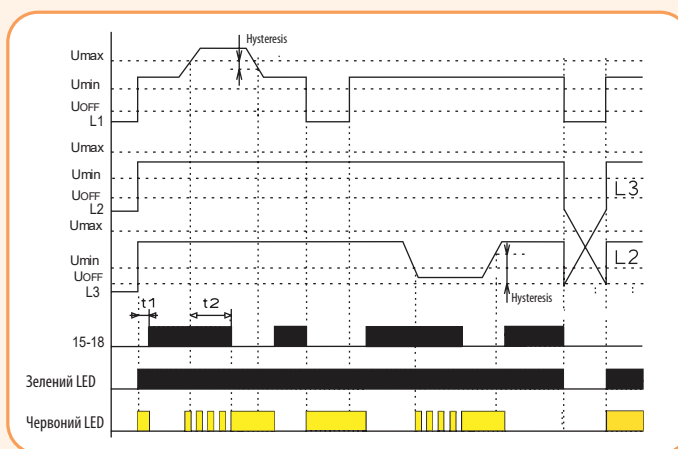 Hysteresis
Umax
Umin
UOFF
L1
Umax
Umin
UOFF
L2
L3
Umax
Umin
UOFF
L3
L2
Hysteresis
t1 t2
15-18
Зелений LED
Червоний LED